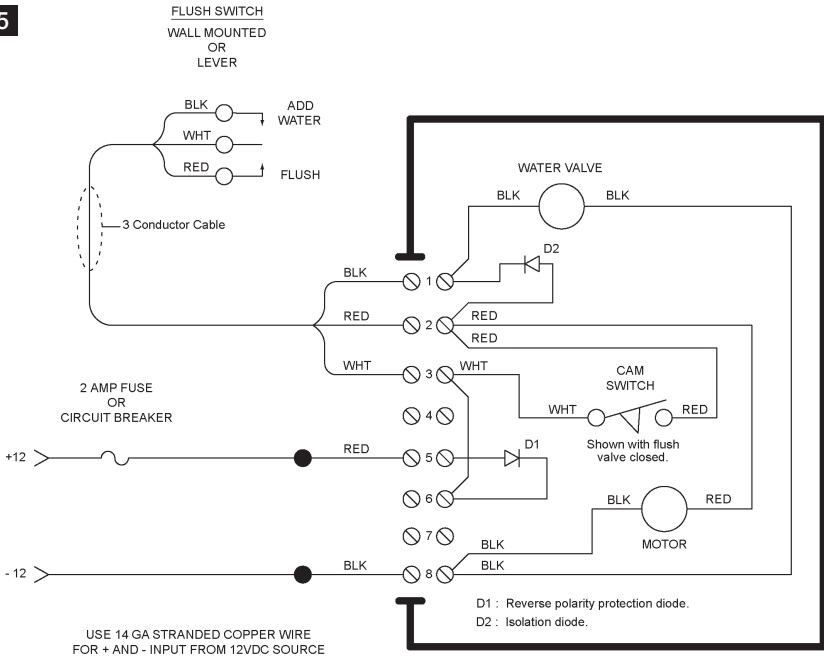 5
FLUSH SWITCH
WALL MOUNTED
OR
LEVER
BLK
ADD
WATER
WHT
RED
FLUSH
3 Conductor Cable
WATER VALVE
BLK
BLK
D2
BLK
1
RED
2
RED
RED
WHT
3
WHT
CAM
SWITCH
WHT
RED
Shown with flush
valve closed.
2 AMP FUSE
OR
CIRCUIT BREAKER
4
+12
RED
5
D1
6
BLK
RED
MOTOR
7
BLK
- 12
BLK
8
BLK
D1 : Reverse polarity protection diode.
D2 : Isolation diode.
USE 14 GA STRANDED COPPER WIRE
FOR + AND - INPUT FROM 12VDC SOURCE